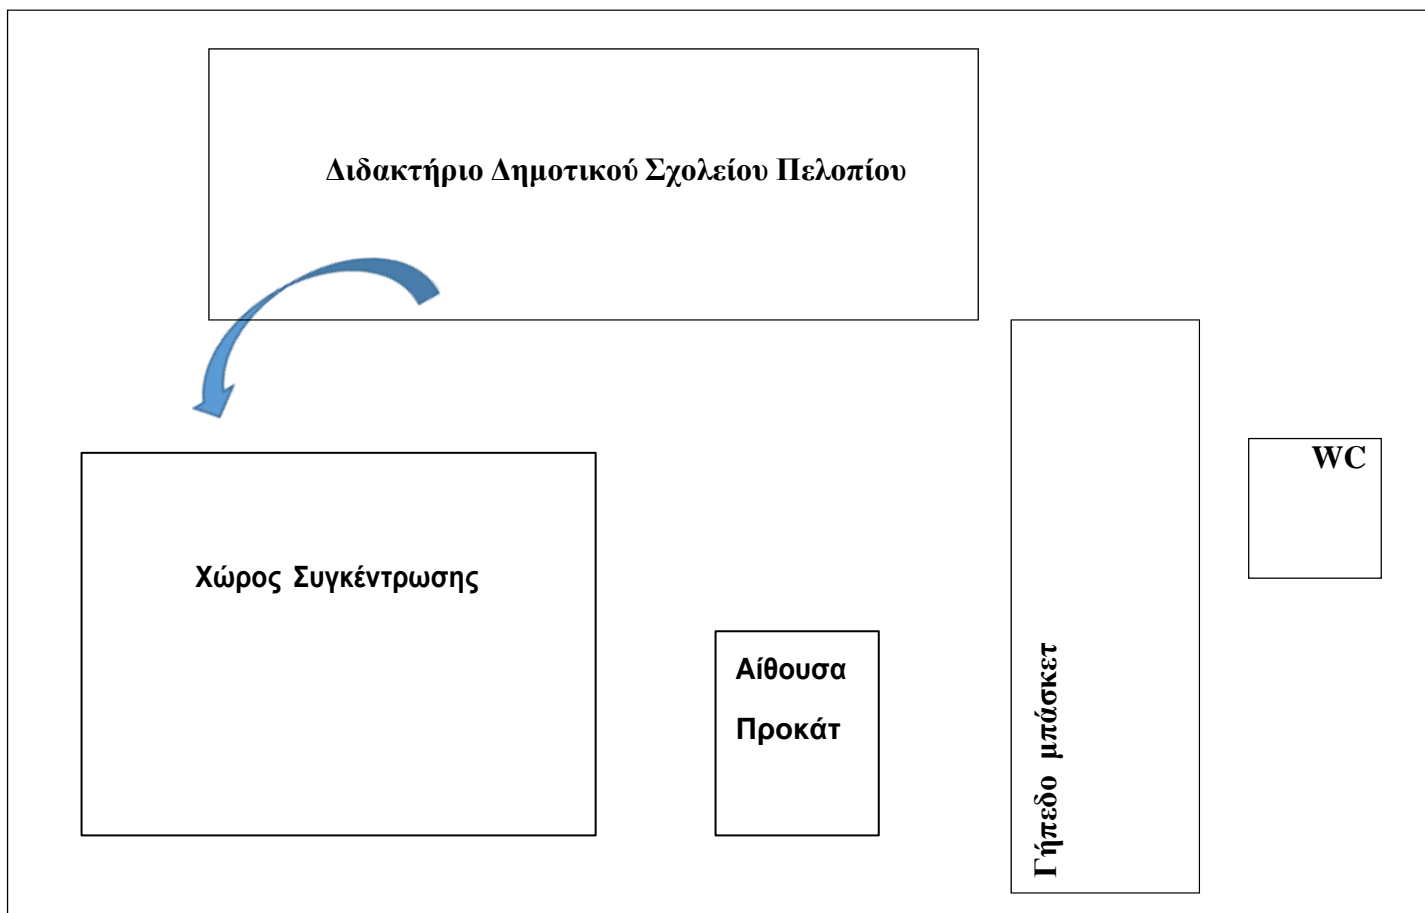 Διδακτήριο Δημοτικού Σχολείου Πελοπίου
WC
Χώρος Συγκέντρωσης
Αίθουσα
Προκάτ
Γήπεδο μπάσκετ